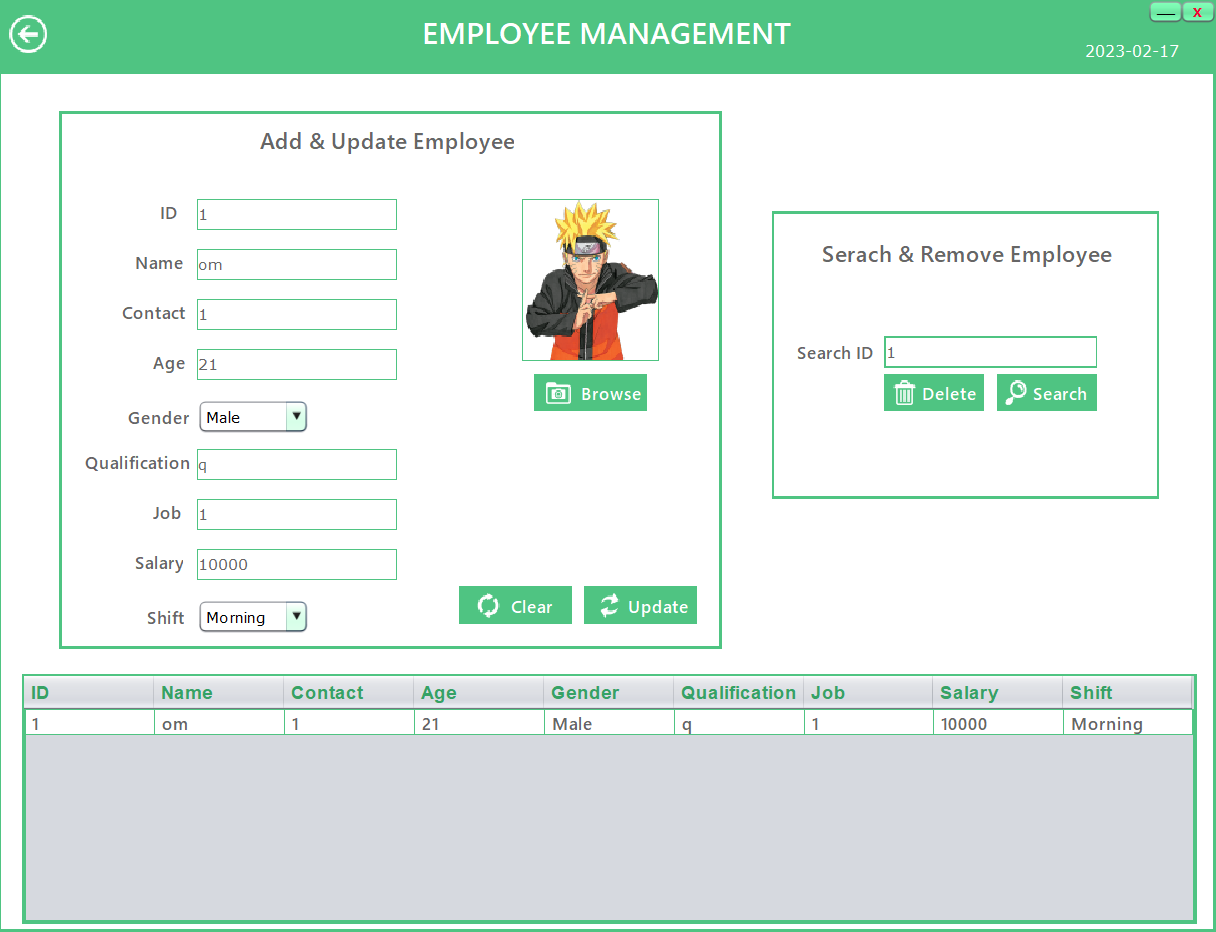 EMPLOYEE MANAGEMENT
X
2023-02-17
Add & Update Employee
ID 1
Name om
Contact 1
Age 21
Gender Male
Qualification q
Job 1
Salary 10000
Shift Morning
Browse
Clear Update
Serach & Remove Employee
Search ID 1
Delete Search
ID Name Contact Age Gender Qualification Job Salary Shift
1 om 1 21 Male q 1 10000 Morning